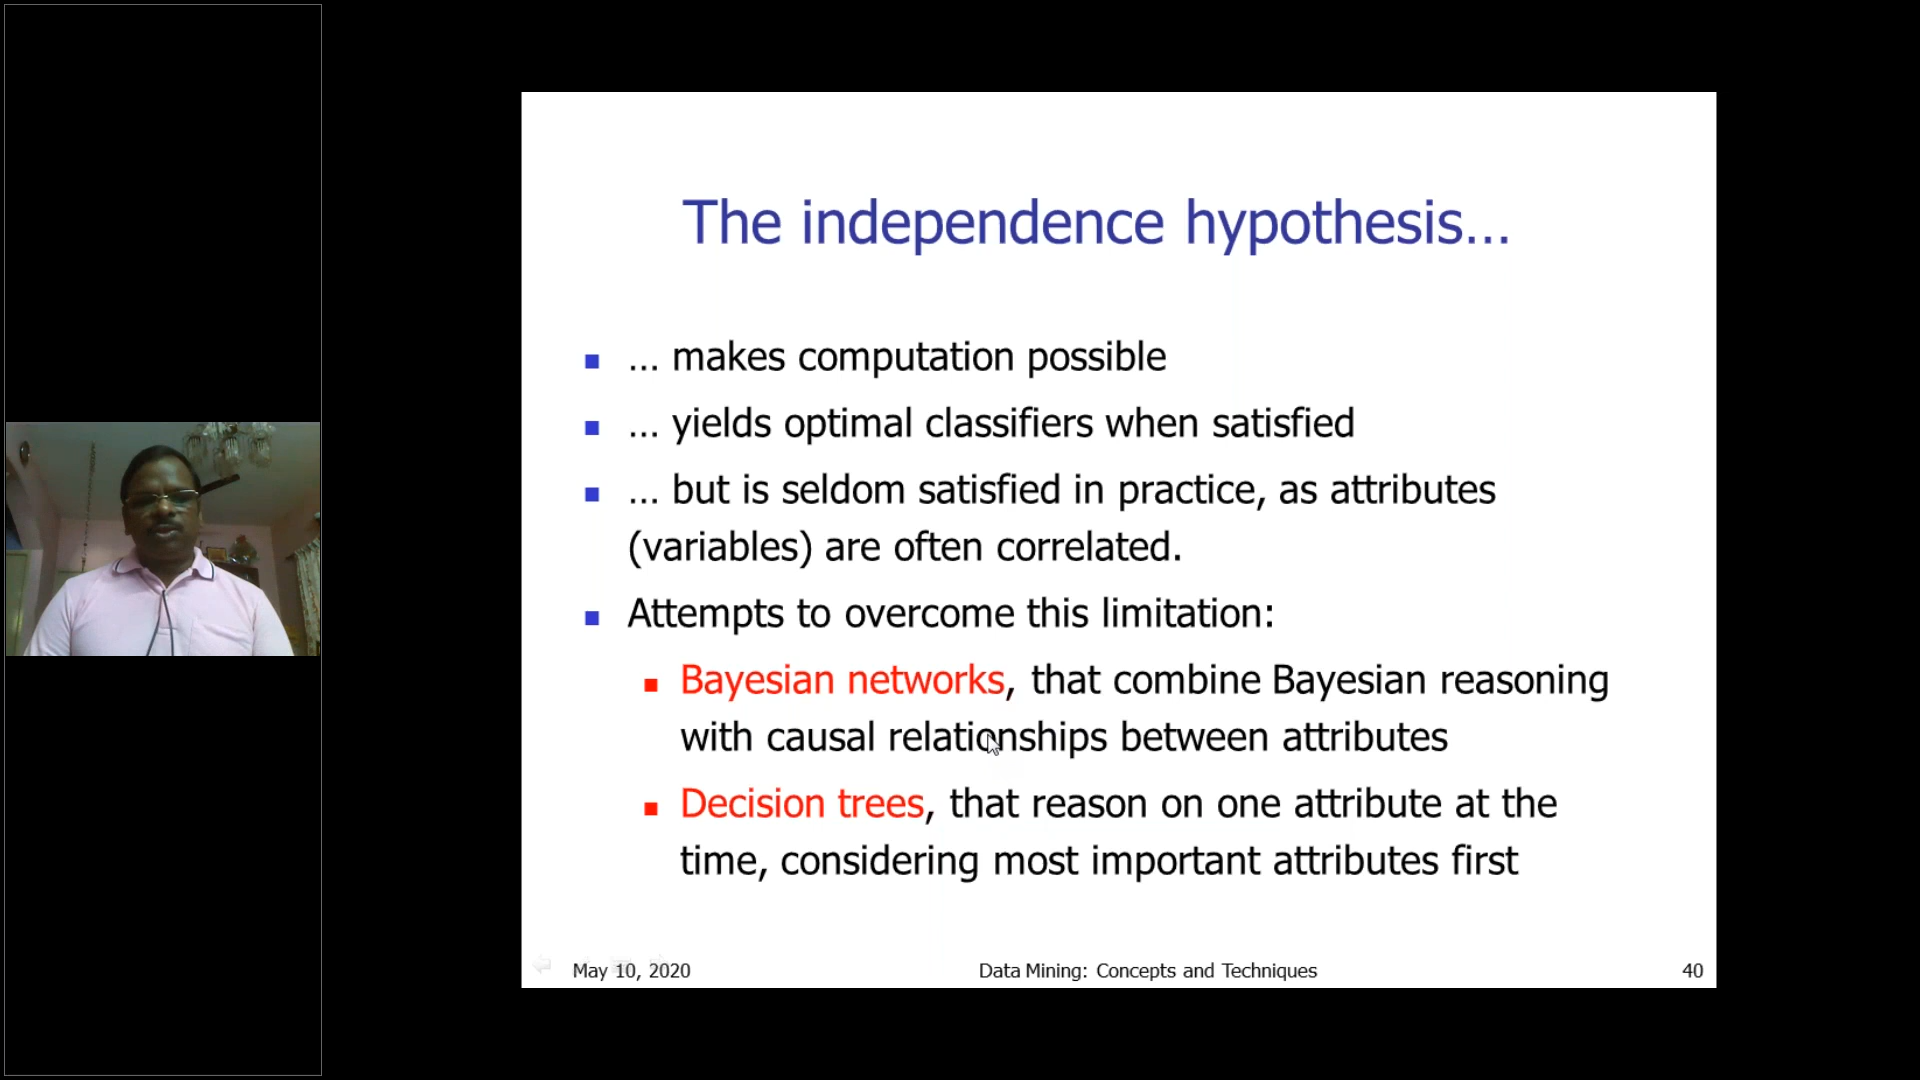 The independence hypothesis...
... makes computation possible
... yields optimal classifiers when satisfied
... but is seldom satisfied in practice, as attributes
(variables) are often correlated.
Attempts to overcome this limitation:
Bayesian networks, that combine Bayesian reasoning
with causal relationships between attributes
Decision trees, that reason on one attribute at the
time, considering most important attributes first
May 10, 2020
Data Mining: Concepts and Techniques
40